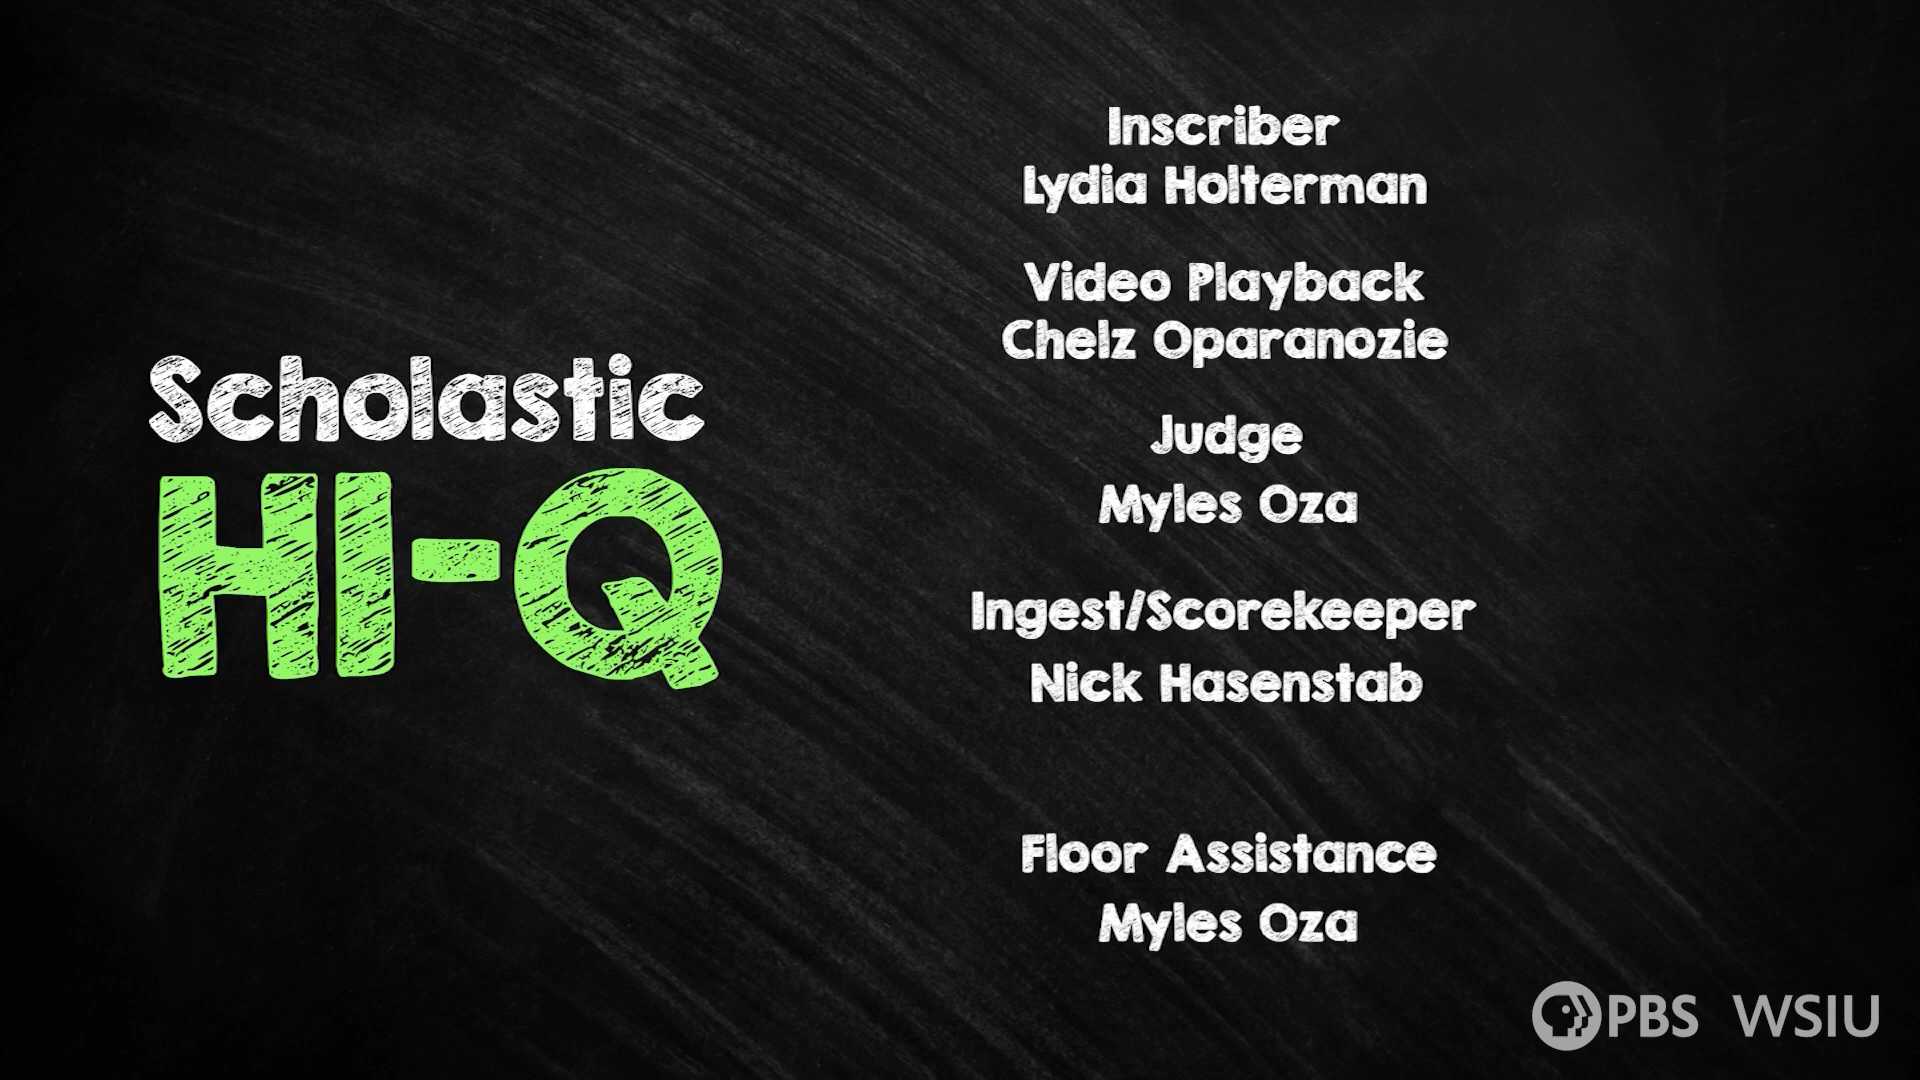 Scholastic
HI-Q
Inscriber
Lydia Holterman
Video Playback
Chelz Oparanozie
Judge
Myles Oza
Ingest/Scorekeeper
Nick Hasenstab
Floor Assistance
Myles Oza
PBS WSIU